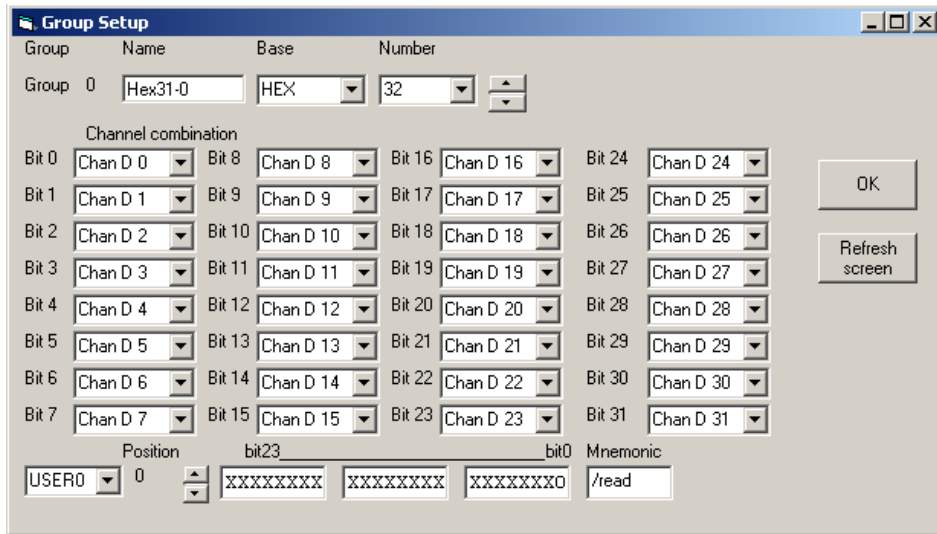 Group Setup
Group Name Base Number
Group 0 Hex31-0 HEX 32
Channel combination
Bit 0 Chan D 0 Bit 8 Chan D 8 Bit 16 Chan D 16 Bit 24 Chan D 24
Bit 1 Chan D 1 Bit 9 Chan D 9 Bit 17 Chan D 17 Bit 25 Chan D 25
OK
Bit 2 Chan D 2 Bit 10 Chan D 10 Bit 18 Chan D 18 Bit 26 Chan D 26
Refresh
screen
Bit 3 Chan D 3 Bit 11 Chan D 11 Bit 19 Chan D 19 Bit 27 Chan D 27
Bit 4 Chan D 4 Bit 12 Chan D 12 Bit 20 Chan D 20 Bit 28 Chan D 28
Bit 5 Chan D 5 Bit 13 Chan D 13 Bit 21 Chan D 21 Bit 29 Chan D 29
Bit 6 Chan D 6 Bit 14 Chan D 14 Bit 22 Chan D 22 Bit 30 Chan D 30
Bit 7 Chan D 7 Bit 15 Chan D 15 Bit 23 Chan D 23 Bit 31 Chan D 31
Position bit23_______________________bit0 Mnemonic
USER0 0 XXXXXXXX XXXXXXXX XXXXXXX0 /read